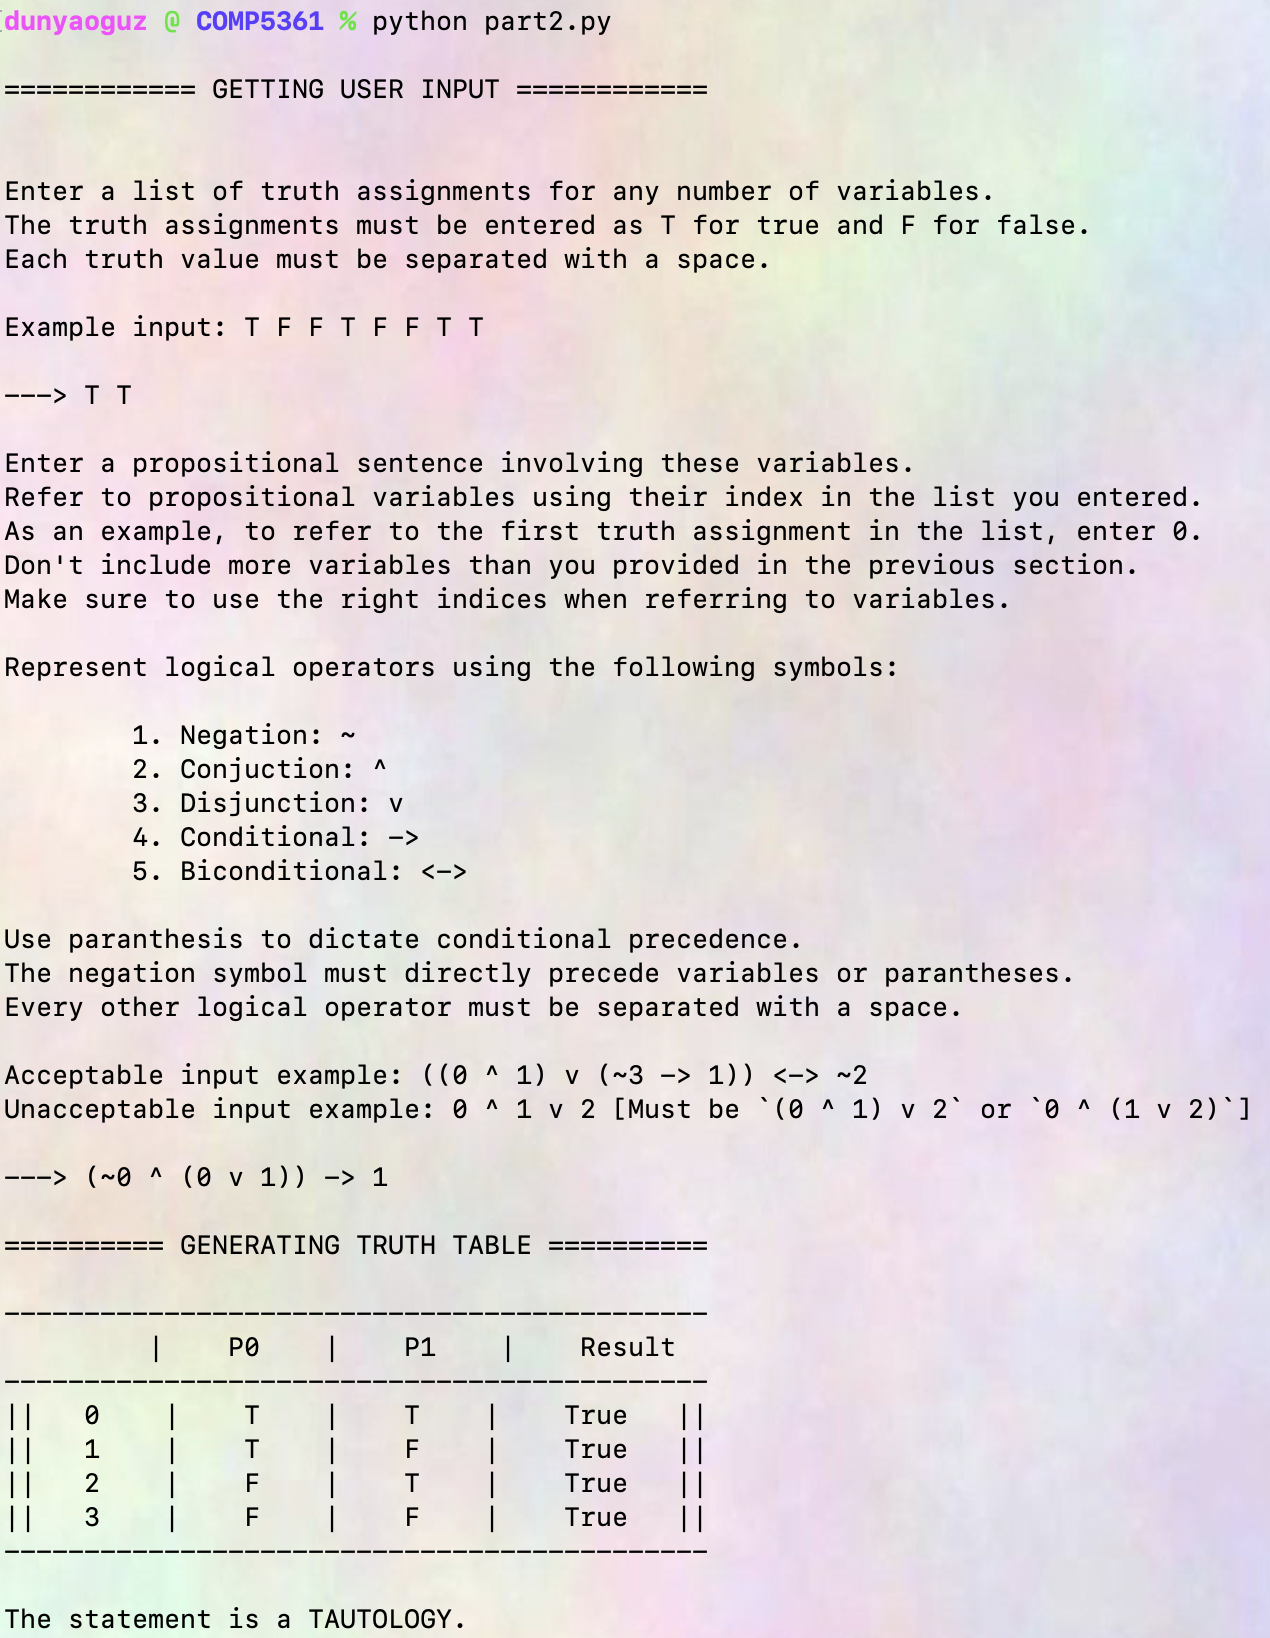 dunyaoguz @ COMP5361 % python part2.py
============ GETTING USER INPUT ============
Enter a list of truth assignments for any number of variables.
The truth assignments must be entered as T for true and F for false.
Each truth value must be separated with a space.
Example input: T F F T F F T T
---> T T
Enter a propositional sentence involving these variables.
Refer to propositional variables using their index in the list you entered.
As an example, to refer to the first truth assignment in the list, enter 0.
Don't include more variables than you provided in the previous section.
Make sure to use the right indices when referring to variables.
Represent logical operators using the following symbols:
1. Negation: ~
2. Conjuction: ^
3. Disjunction: v
4. Conditional: ->
5. Biconditional: <->
Use paranthesis to dictate conditional precedence.
The negation symbol must directly precede variables or parantheses.
Every other logical operator must be separated with a space.
Acceptable input example: ((0 ^ 1) v (~3 -> 1)) <-> ~2
Unacceptable input example: 0 ^ 1 v 2 [Must be `(0 ^ 1) v 2` or `0 ^ (1 v 2)`]
---> (~0 ^ (0 v 1)) -> 1
========== GENERATING TRUTH TABLE ==========
--------------------------------------------
| P0 | P1 | Result
--------------------------------------------
|| 0 | T | T | True ||
|| 1 | T | F | True ||
|| 2 | F | T | True ||
|| 3 | F | F | True ||
--------------------------------------------
The statement is a TAUTOLOGY.